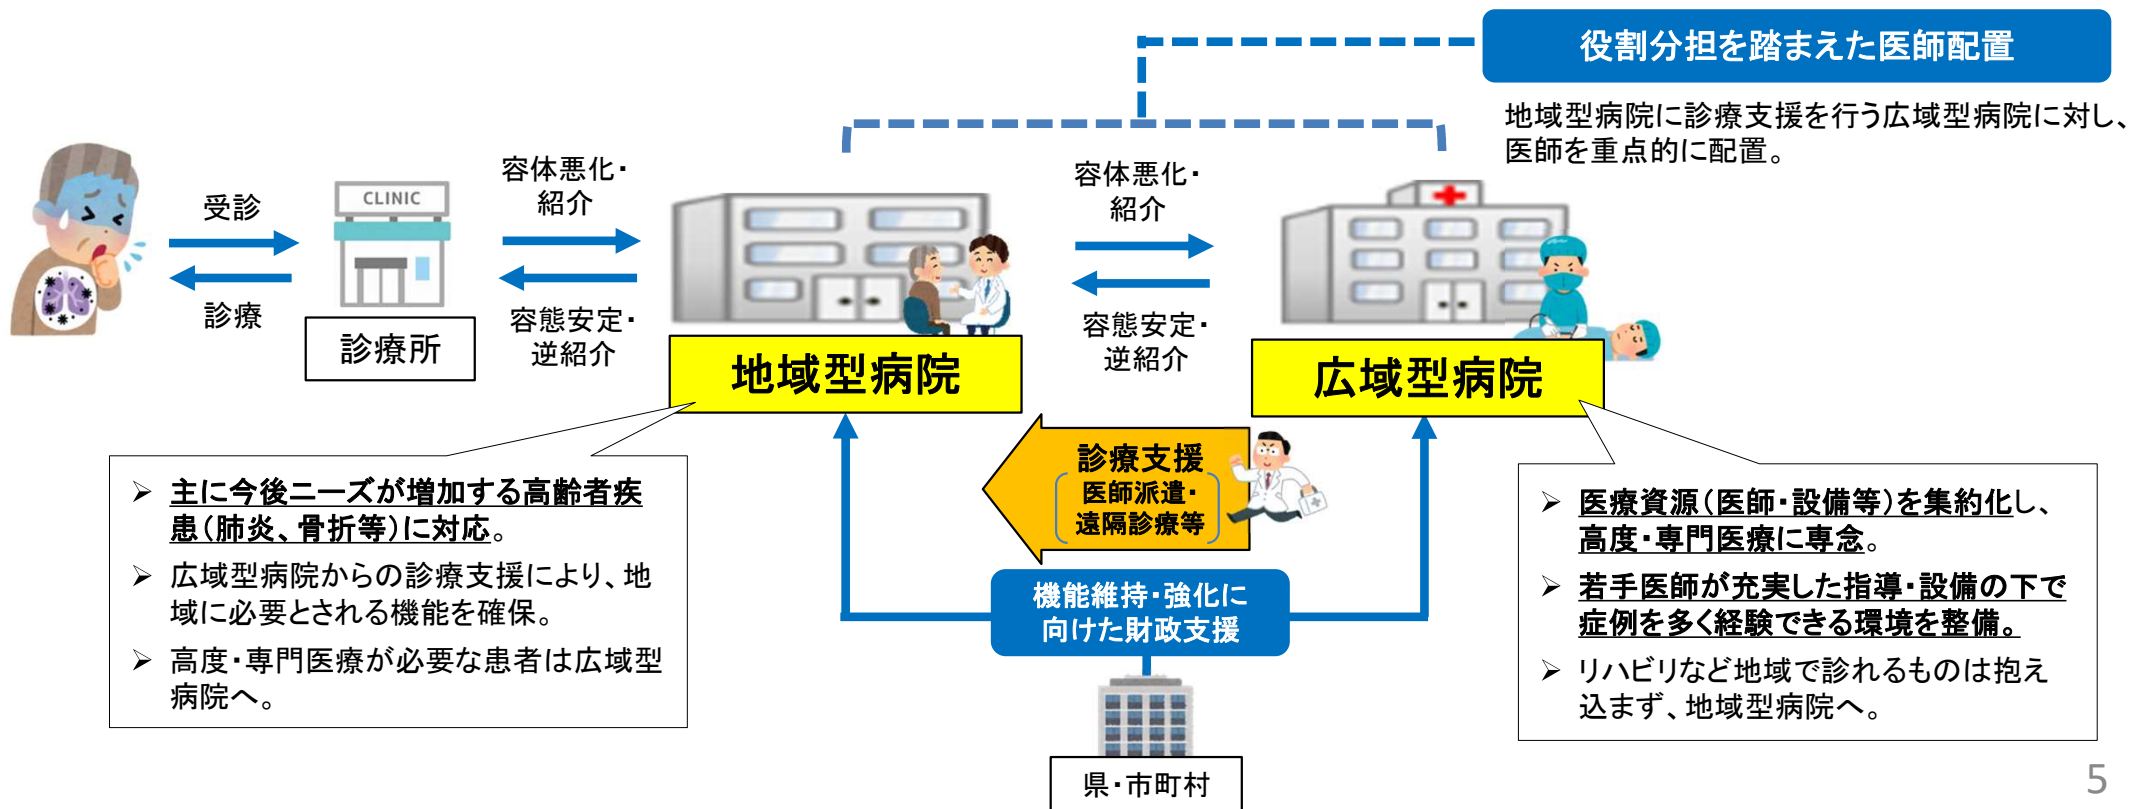 役割分担を踏まえた医師配置
地域型病院に診療支援を行う広域型病院に対し、
医師を重点的に配置。
受診
診療
CLINIC
診療所
容体悪化・
紹介
容態安定・
逆紹介
地域型病院
容体悪化・
紹介
容態安定・
逆紹介
広域型病院
診療支援
医師派遣・
遠隔診療等
➢ 主に今後ニーズが増加する高齢者疾
患(肺炎、骨折等)に対応。
➢ 広域型病院からの診療支援により、地
域に必要とされる機能を確保。
➢ 高度・専門医療が必要な患者は広域型
病院へ。
機能維持・強化に
向けた財政支援
県・市町村
➢ 医療資源(医師・設備等)を集約化し、
高度・専門医療に専念。
➢ 若手医師が充実した指導・設備の下で
症例を多く経験できる環境を整備。
➢ リハビリなど地域で診れるものは抱え
込まず、地域型病院へ。
5